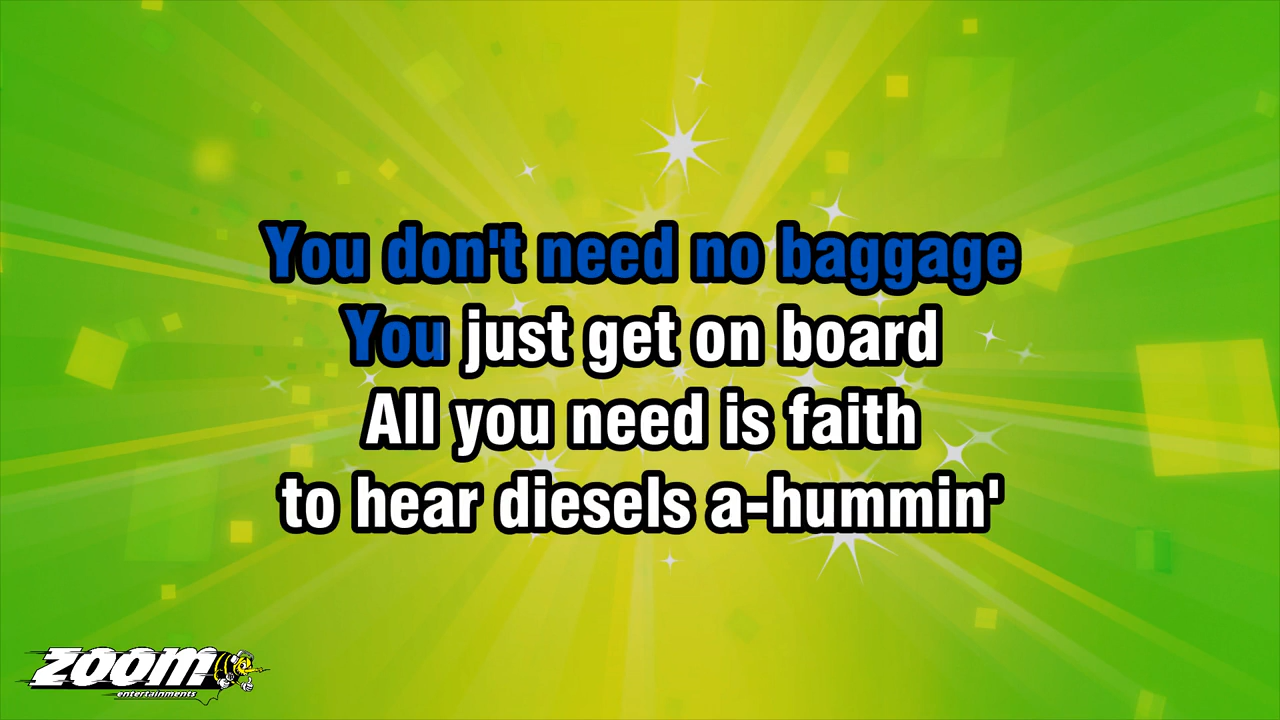 You don't need no baggage
You just get on board
All you need is faith
to hear diesels a-hummin'
zoom
entertainments